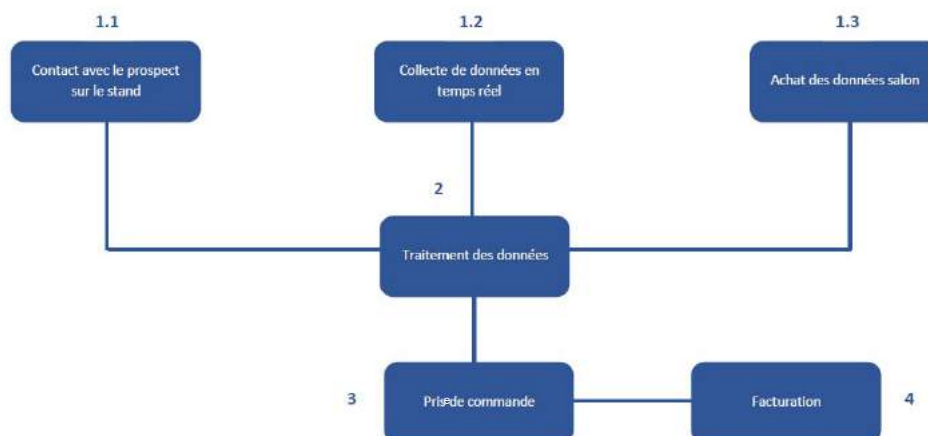 1.1
1.2
1.3
Contact avec le prospect
sur le stand
Collecte de données en
temps réel
Achat des données salon
2
Traitement des données
3
Prise de commande
Facturation
4